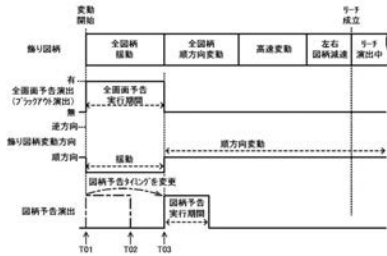 変動
開始
リーチ
成立
飾り図柄
全図柄
揺動
全図柄
順方向変動
高速変動
左右
図柄減速
リーチ
演出中
全画面予告演出
(ブラックアウト演出)
有
無
全画面予告
実行期間
飾り図柄変動方向
逆方向
順方向
揺動
順方向変動
図柄予告タイミングを変更
図柄予告演出
図柄予告
実行期間
T01
T02
T03